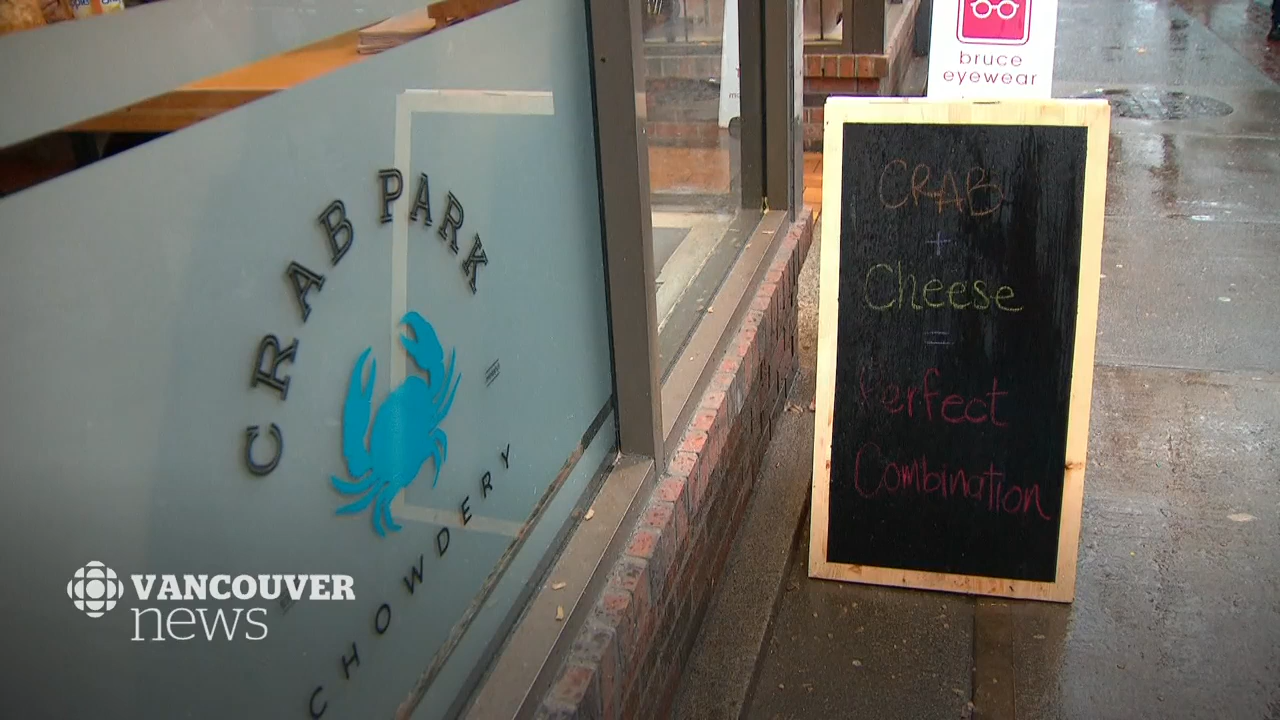 CRAB PARK
CHOWDERY
bruce
eyewear
CRAB
+
Cheese
=
Perfect
Combination
VANCOUVER
news